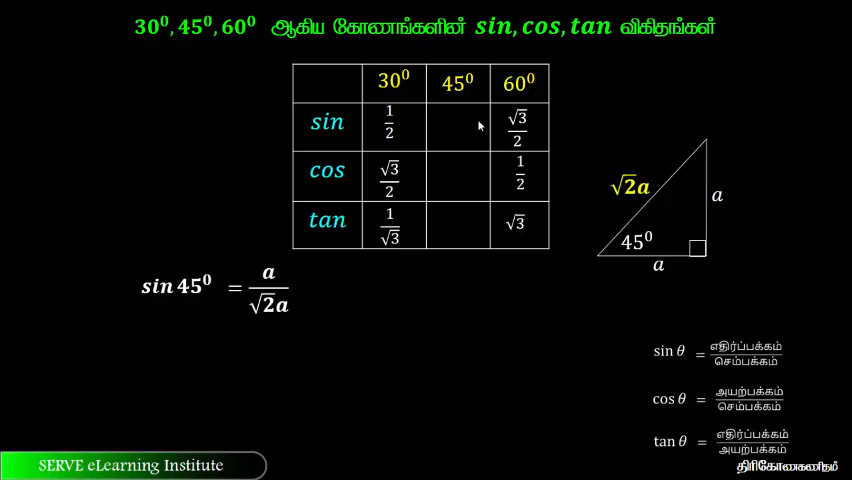 30⁰, 45⁰, 60⁰ ஆகிய கோணங்களின் sin, cos, tan விகிதங்கள்
30⁰ 45⁰ 60⁰
sin 1/2 √3/2
cos √3/2 1/2
tan 1/√3 √3
√2a
a
45⁰
a
sin 45⁰ = a/√2a
sin θ = எதிர்ப்பக்கம்/செம்பக்கம்
cos θ = அயற்பக்கம்/செம்பக்கம்
tan θ = எதிர்ப்பக்கம்/அயற்பக்கம்
SERVE eLearning Institute
திரிகோணகணிதம்